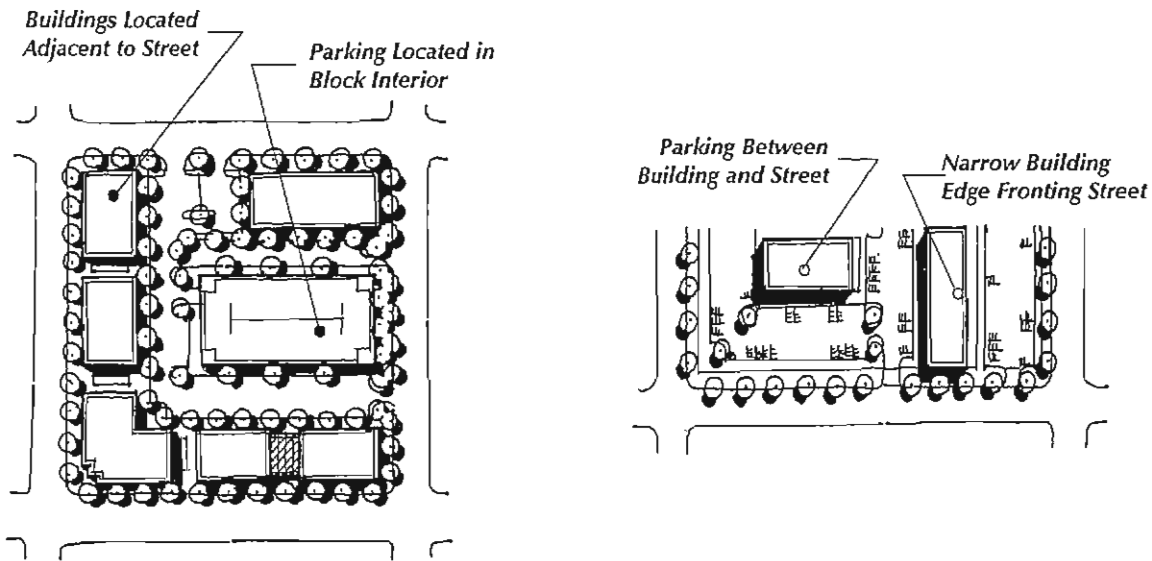 Buildings Located
Adjacent to Street
Parking Located in
Block Interior
Parking Between
Building and Street
Narrow Building
Edge Fronting Street